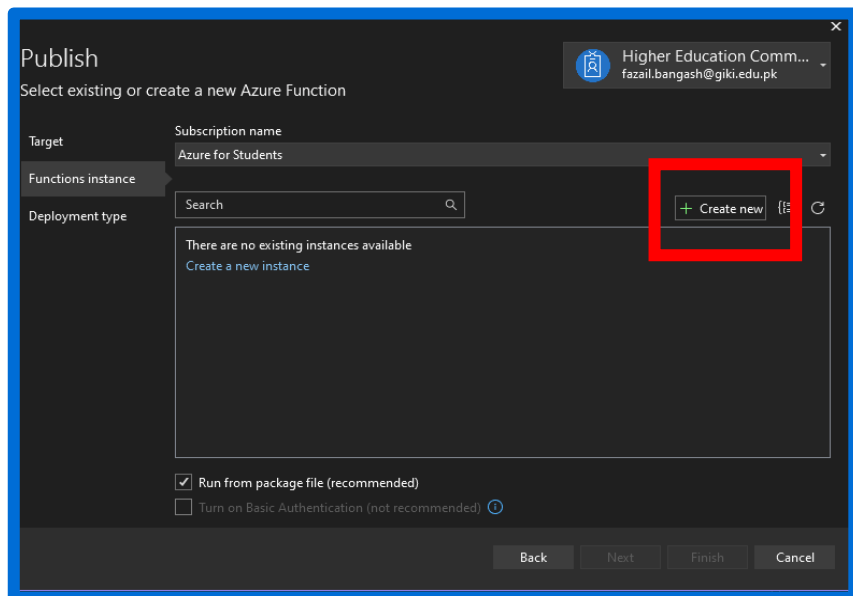 Publish
Select existing or create a new Azure Function
Higher Education Comm...
fazail.bangash@giki.edu.pk
Target
Functions instance
Deployment type
Subscription name
Azure for Students
Search
+ Create new
There are no existing instances available
Create a new instance
Run from package file (recommended)
Turn on Basic Authentication (not recommended)
Back
Next
Finish
Cancel